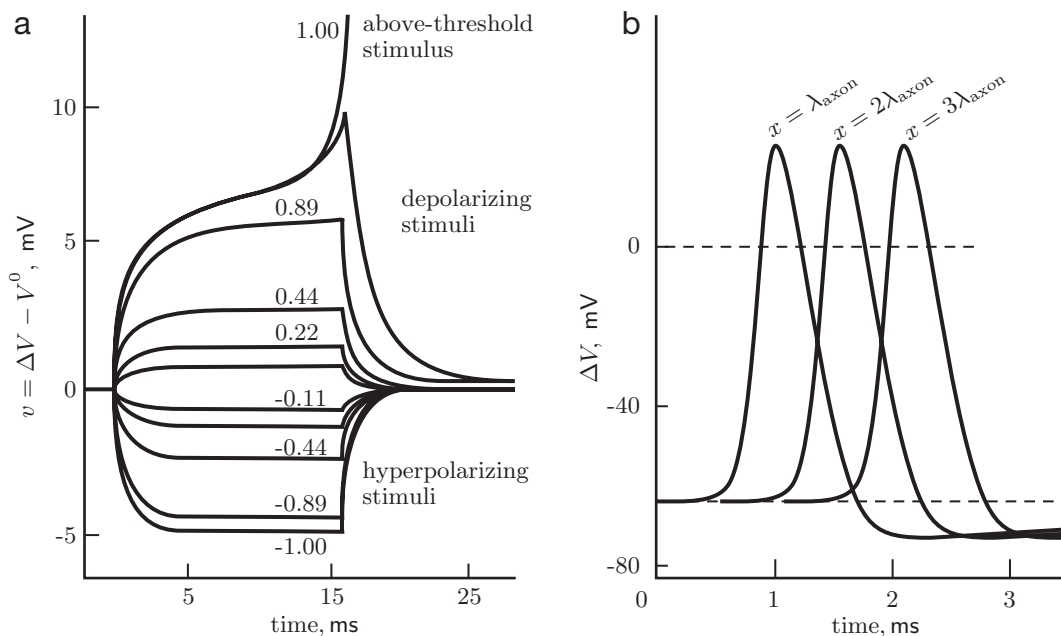 a
1.00
above-threshold
stimulus
10
0.89
depolarizing
stimuli
5
0.44
0.22
v = ΔV − V⁰, mV
0
-0.11
-0.44
hyperpolarizing
stimuli
-0.89
-5
-1.00
5
15
25
time, ms
b
x = λaxon
x = 2λaxon
x = 3λaxon
0
ΔV, mV
-40
-80
0
1
2
3
time, ms